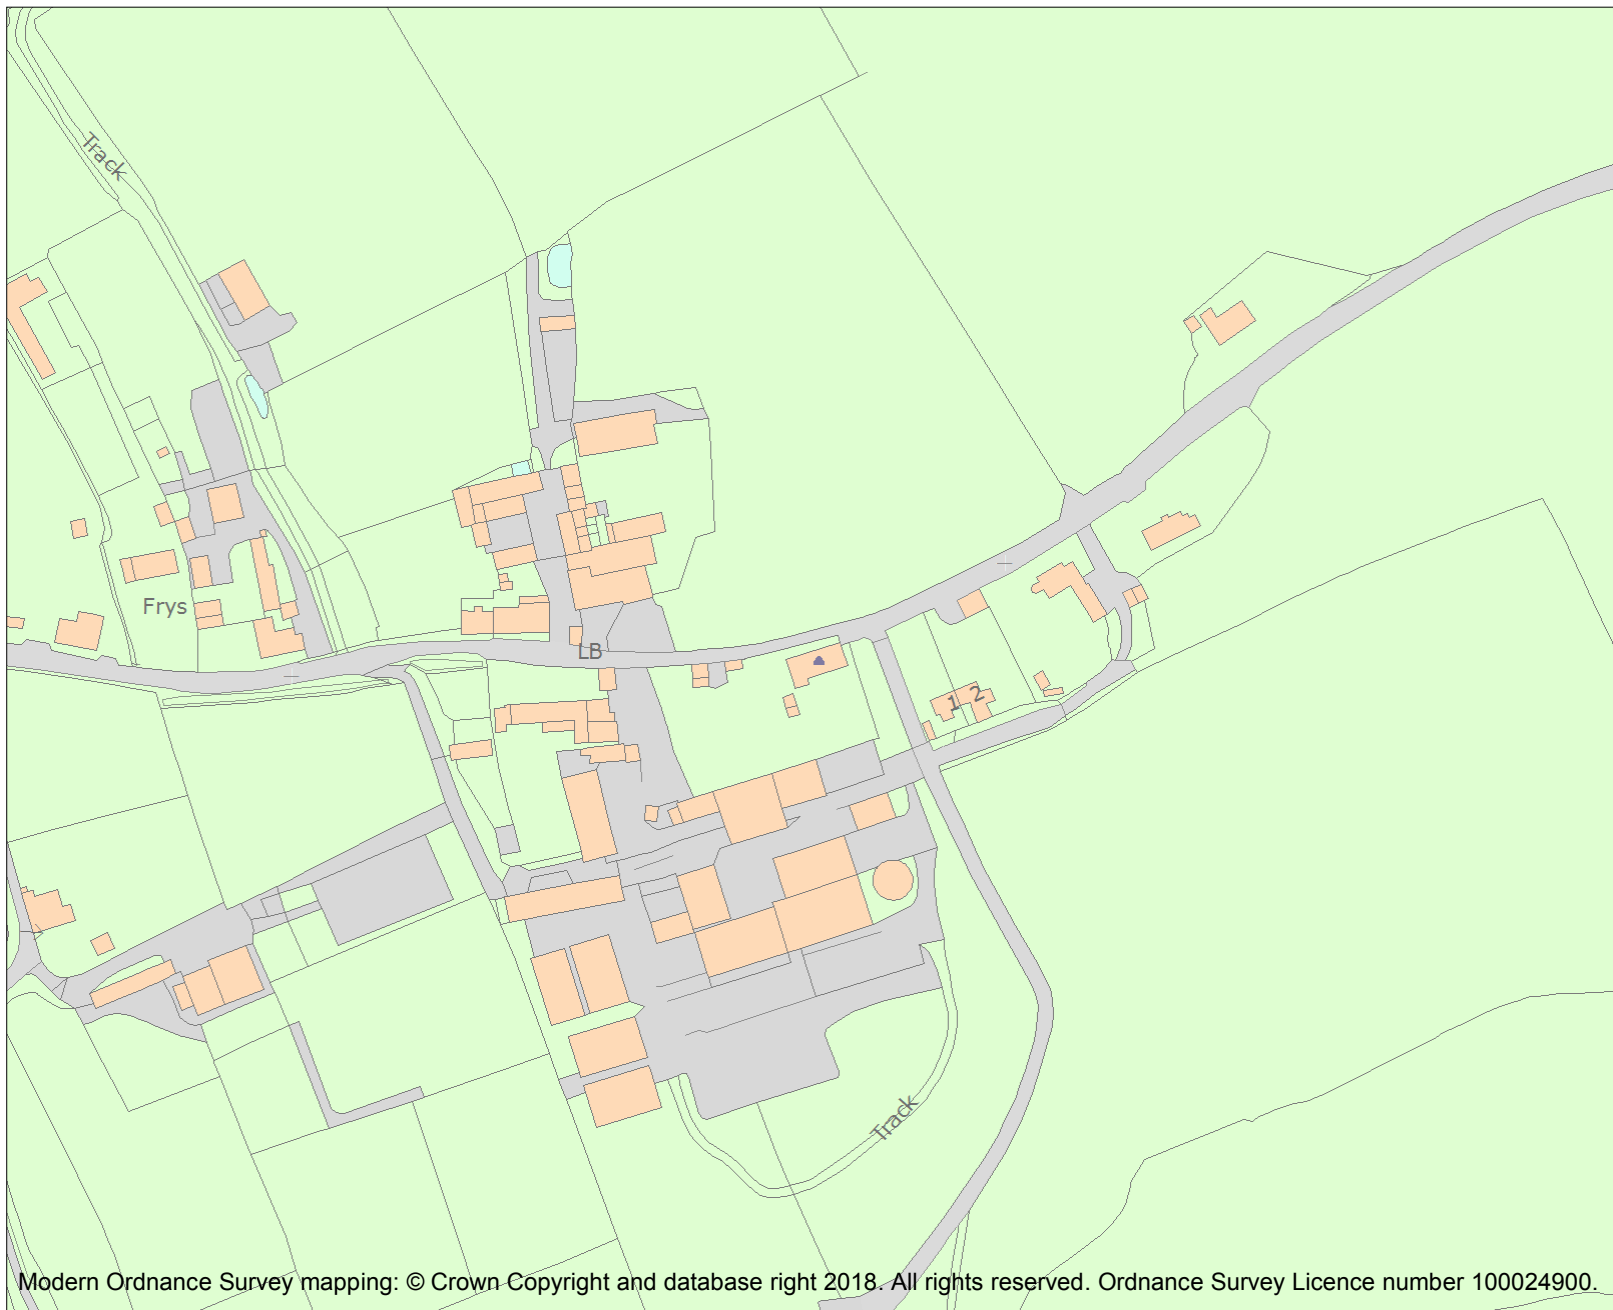 Track
Frys
LB
1
2
Track
Modern Ordnance Survey mapping: © Crown Copyright and database right 2018. All rights reserved. Ordnance Survey Licence number 100024900.